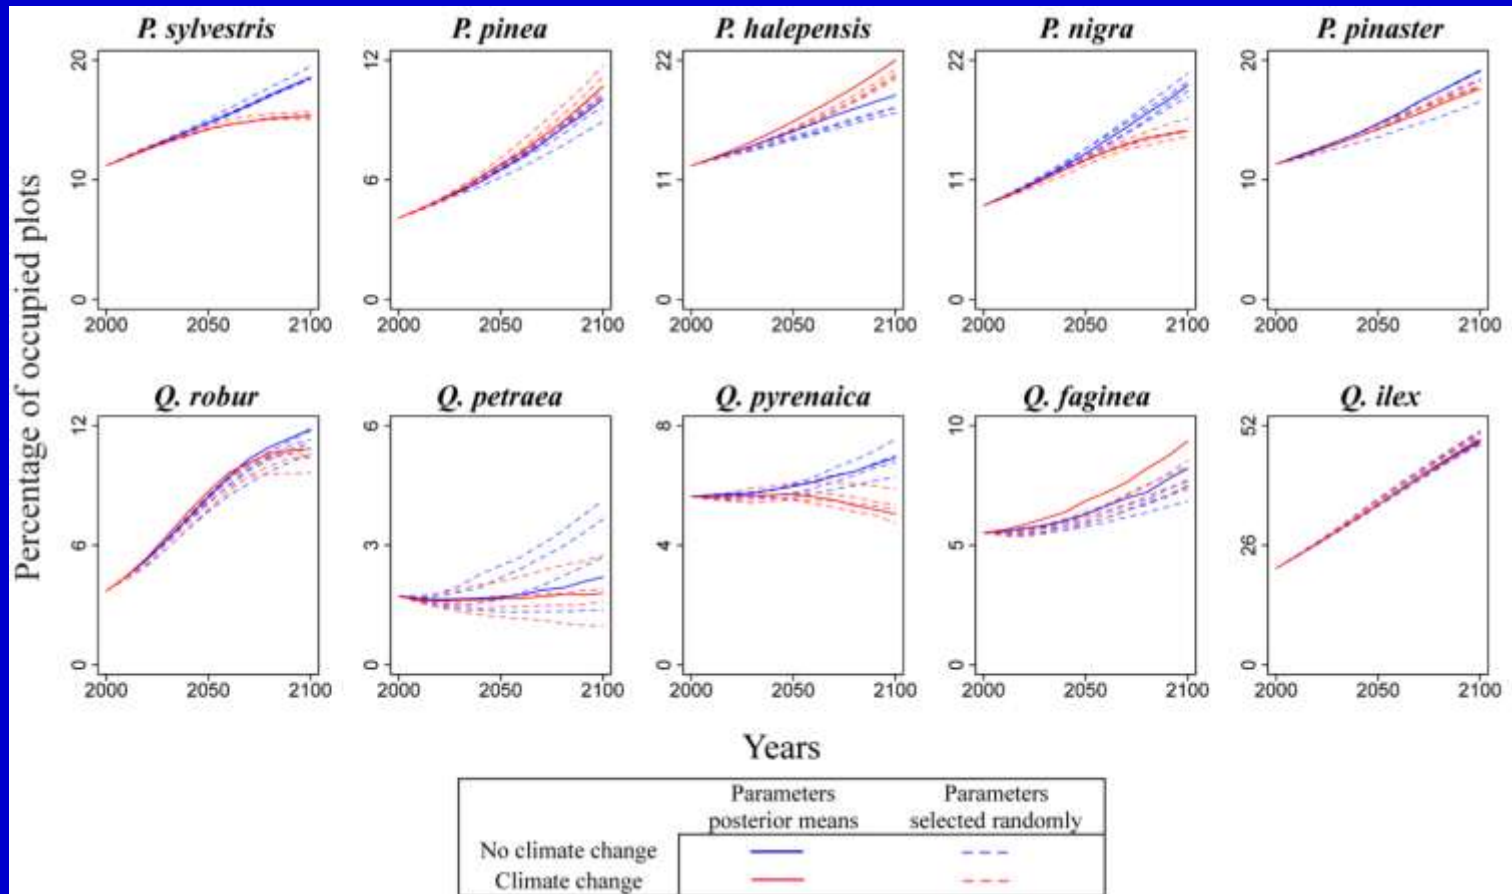 P. sylvestris
P. pinea
P. halepensis
P. nigra
P. pinaster
20
10
0
2000 2050 2100
12
6
0
2000 2050 2100
22
11
0
2000 2050 2100
22
11
0
2000 2050 2100
20
10
0
2000 2050 2100
Percentage of occupied plots
Q. robur
Q. petraea
Q. pyrenaica
Q. faginea
Q. ilex
12
6
0
2000 2050 2100
6
3
0
2000 2050 2100
8
4
0
2000 2050 2100
10
5
0
2000 2050 2100
52
26
0
2000 2050 2100
Years
Parameters posterior means
Parameters selected randomly
No climate change
Climate change